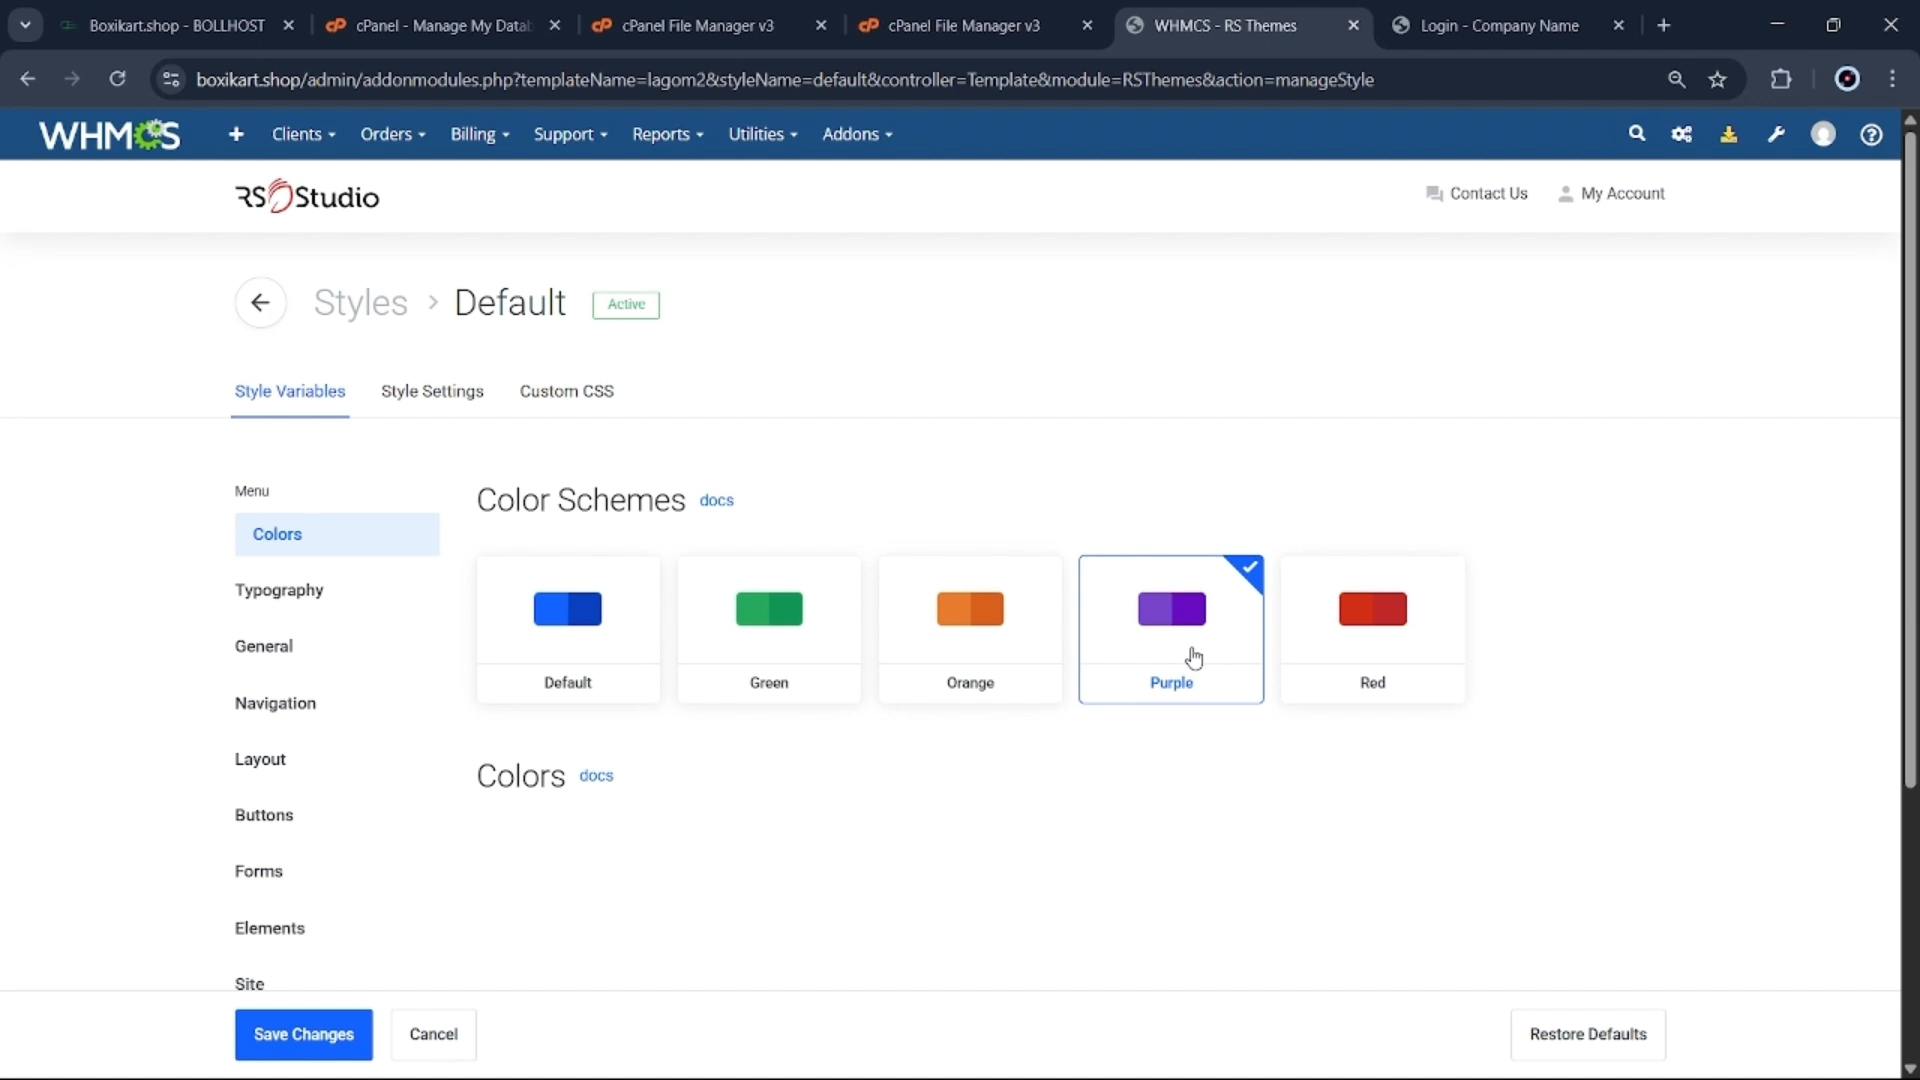 Boxikart.shop - BOLLHOST
cPanel - Manage My Datab
cPanel File Manager v3
cPanel File Manager v3
WHMCS - RS Themes
Login - Company Name
boxikart.shop/admin/addonmodules.php?templateName=lagom2&styleName=default&controller=Template&module=RSThemes&action=manageStyle
WHMCS
Clients
Orders
Billing
Support
Reports
Utilities
Addons
RS Studio
Contact Us
My Account
Styles > Default
Active
Style Variables
Style Settings
Custom CSS
Menu
Colors
Typography
General
Navigation
Layout
Buttons
Forms
Elements
Site
Color Schemes docs
Default
Green
Orange
Purple
Red
Colors docs
Save Changes
Cancel
Restore Defaults